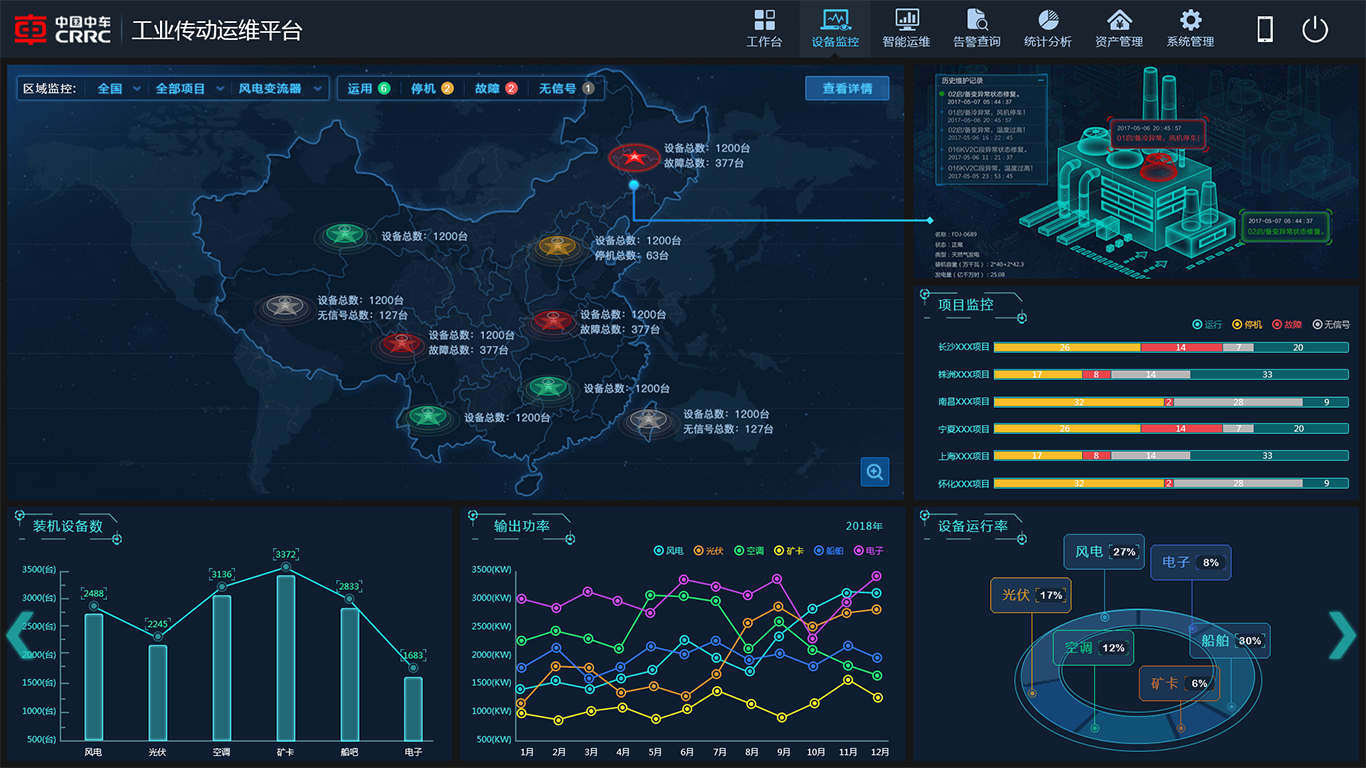 中国中车
CRRC
工业传动运维平台
工作台
设备监控
智能运维
告警查询
统计分析
资产管理
系统管理
区域监控: 全国 全部项目 风电变流器
运用 6 停机 2 故障 2 无信号 1
查看详情
设备总数: 1200台
故障总数: 377台
设备总数: 1200台
设备总数: 1200台
停机总数: 63台
设备总数: 1200台
无信号总数: 127台
设备总数: 1200台
故障总数: 377台
设备总数: 1200台
故障总数: 377台
设备总数: 1200台
设备总数: 1200台
设备总数: 1200台
无信号总数: 127台
历史维护记录
02启/备变异常状态修复。
2017-05-07 05:44:37
01启/备冷异常，风机停车!
2017-05-06 20:45:57
02启/备变异常，温度过高!
2017-05-06 16:22:45
016KV2C段异常状态修复。
2017-05-06 11:21:37
016KV2C段异常，温度过高!
2017-05-05 23:53:45
2017-05-06 20:45:57
01启/备冷异常，风机停车!
2017-05-07 05:44:37
02启/备变异常状态修复。
名称: FDJ-0689
状态: 正常
类型: 天然气发电
装机容量（万千瓦）: 2*40+2*42.3
发电量（亿千万时）: 25.08
项目监控
运行 停机 故障 无信号
长沙XXX项目 26 14 7 20
株洲XXX项目 17 8 14 33
南昌XXX项目 32 2 28 9
宁夏XXX项目 26 14 7 20
上海XXX项目 17 8 14 33
怀化XXX项目 32 2 28 9
装机设备数
3500(台)
3000(台)
2500(台)
2000(台)
1500(台)
1000(台)
500(台)
2488
2245
3136
3372
2833
1683
风电 光伏 空调 矿卡 船吧 电子
输出功率
2018年
风电 光伏 空调 矿卡 船舶 电子
3500(KW)
3000(KW)
2500(KW)
2000(KW)
1500(KW)
1000(KW)
500(KW)
1月 2月 3月 4月 5月 6月 7月 8月 9月 10月 11月 12月
设备运行率
风电 27%
电子 8%
光伏 17%
船舶 30%
空调 12%
矿卡 6%